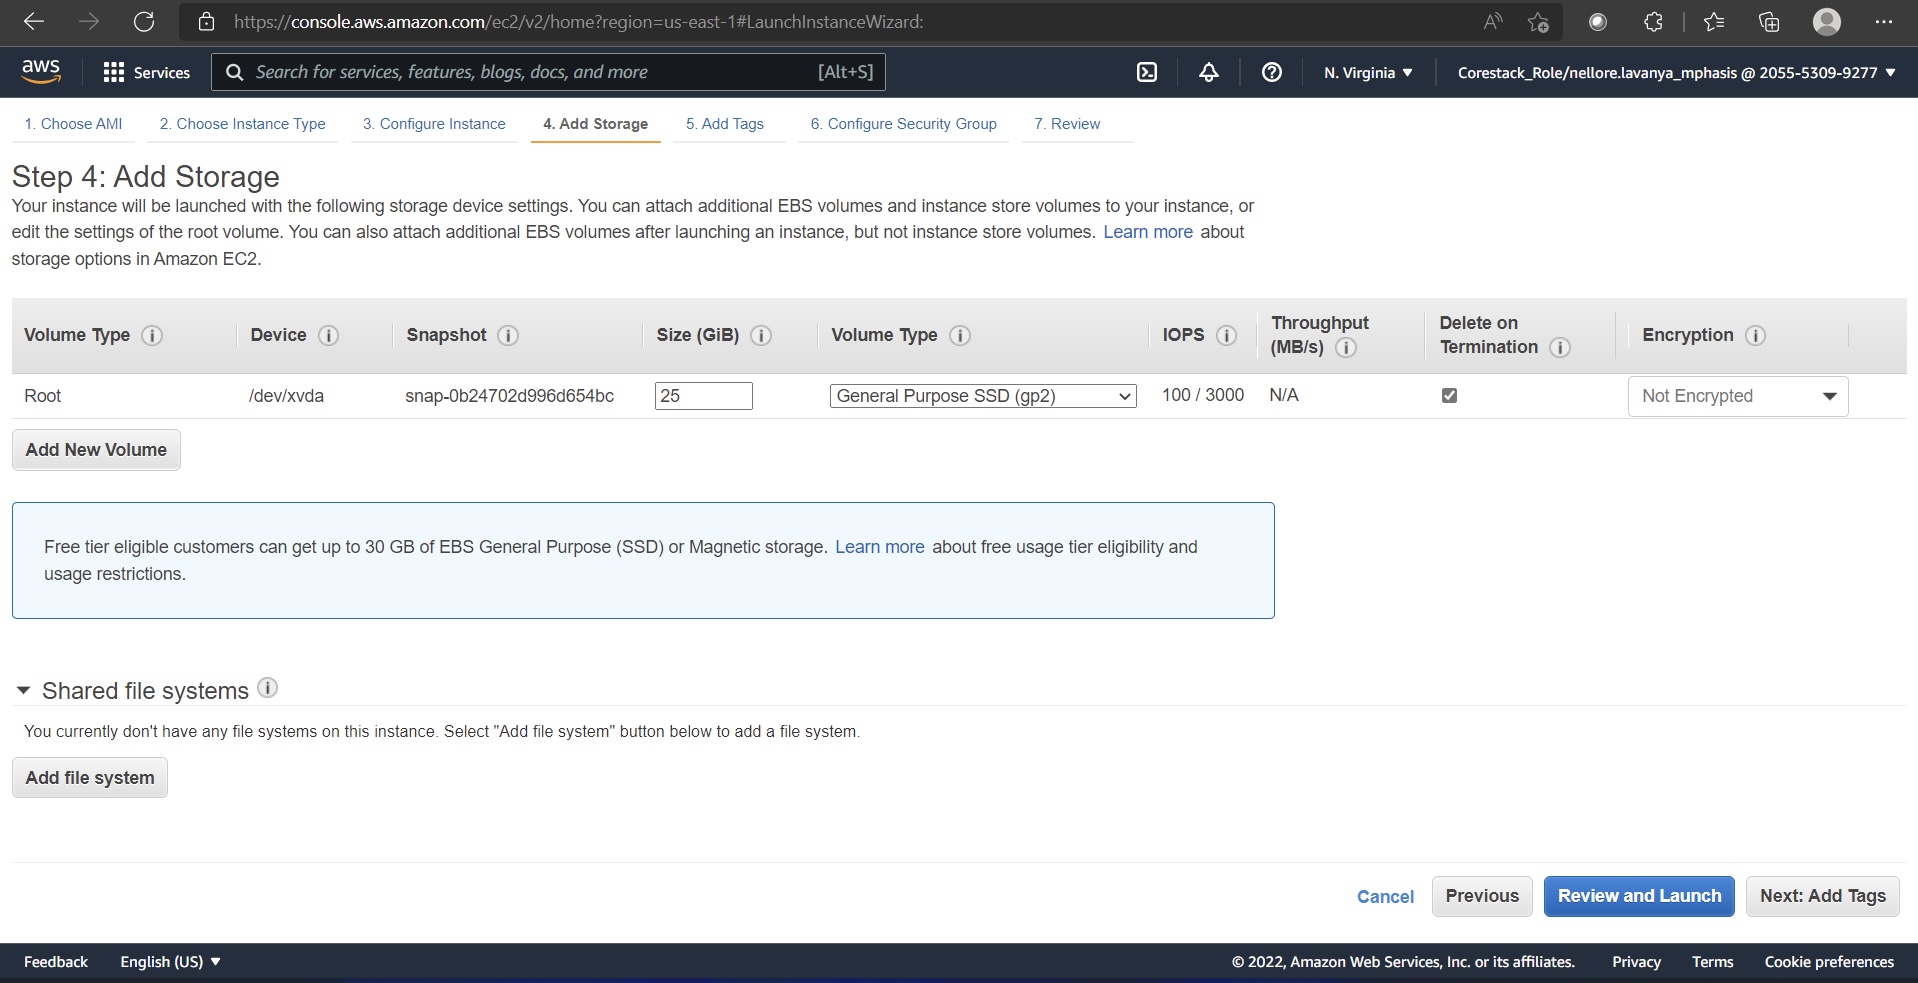 https://console.aws.amazon.com/ec2/v2/home?region=us-east-1#LaunchInstanceWizard:
aws Services Search for services, features, blogs, docs, and more [Alt+S] N. Virginia ▼ Corestack_Role/nellore.lavanya_mphasis @ 2055-5309-9277 ▼
1. Choose AMI 2. Choose Instance Type 3. Configure Instance 4. Add Storage 5. Add Tags 6. Configure Security Group 7. Review
Step 4: Add Storage
Your instance will be launched with the following storage device settings. You can attach additional EBS volumes and instance store volumes to your instance, or
edit the settings of the root volume. You can also attach additional EBS volumes after launching an instance, but not instance store volumes. Learn more about
storage options in Amazon EC2.
Volume Type Device Snapshot Size (GiB) Volume Type IOPS Throughput (MB/s) Delete on Termination Encryption
Root /dev/xvda snap-0b24702d996d654bc 25 General Purpose SSD (gp2) 100 / 3000 N/A Not Encrypted
Add New Volume
Free tier eligible customers can get up to 30 GB of EBS General Purpose (SSD) or Magnetic storage. Learn more about free usage tier eligibility and
usage restrictions.
Shared file systems
You currently don't have any file systems on this instance. Select "Add file system" button below to add a file system.
Add file system
Cancel Previous Review and Launch Next: Add Tags
Feedback English (US) ▼ © 2022, Amazon Web Services, Inc. or its affiliates. Privacy Terms Cookie preferences